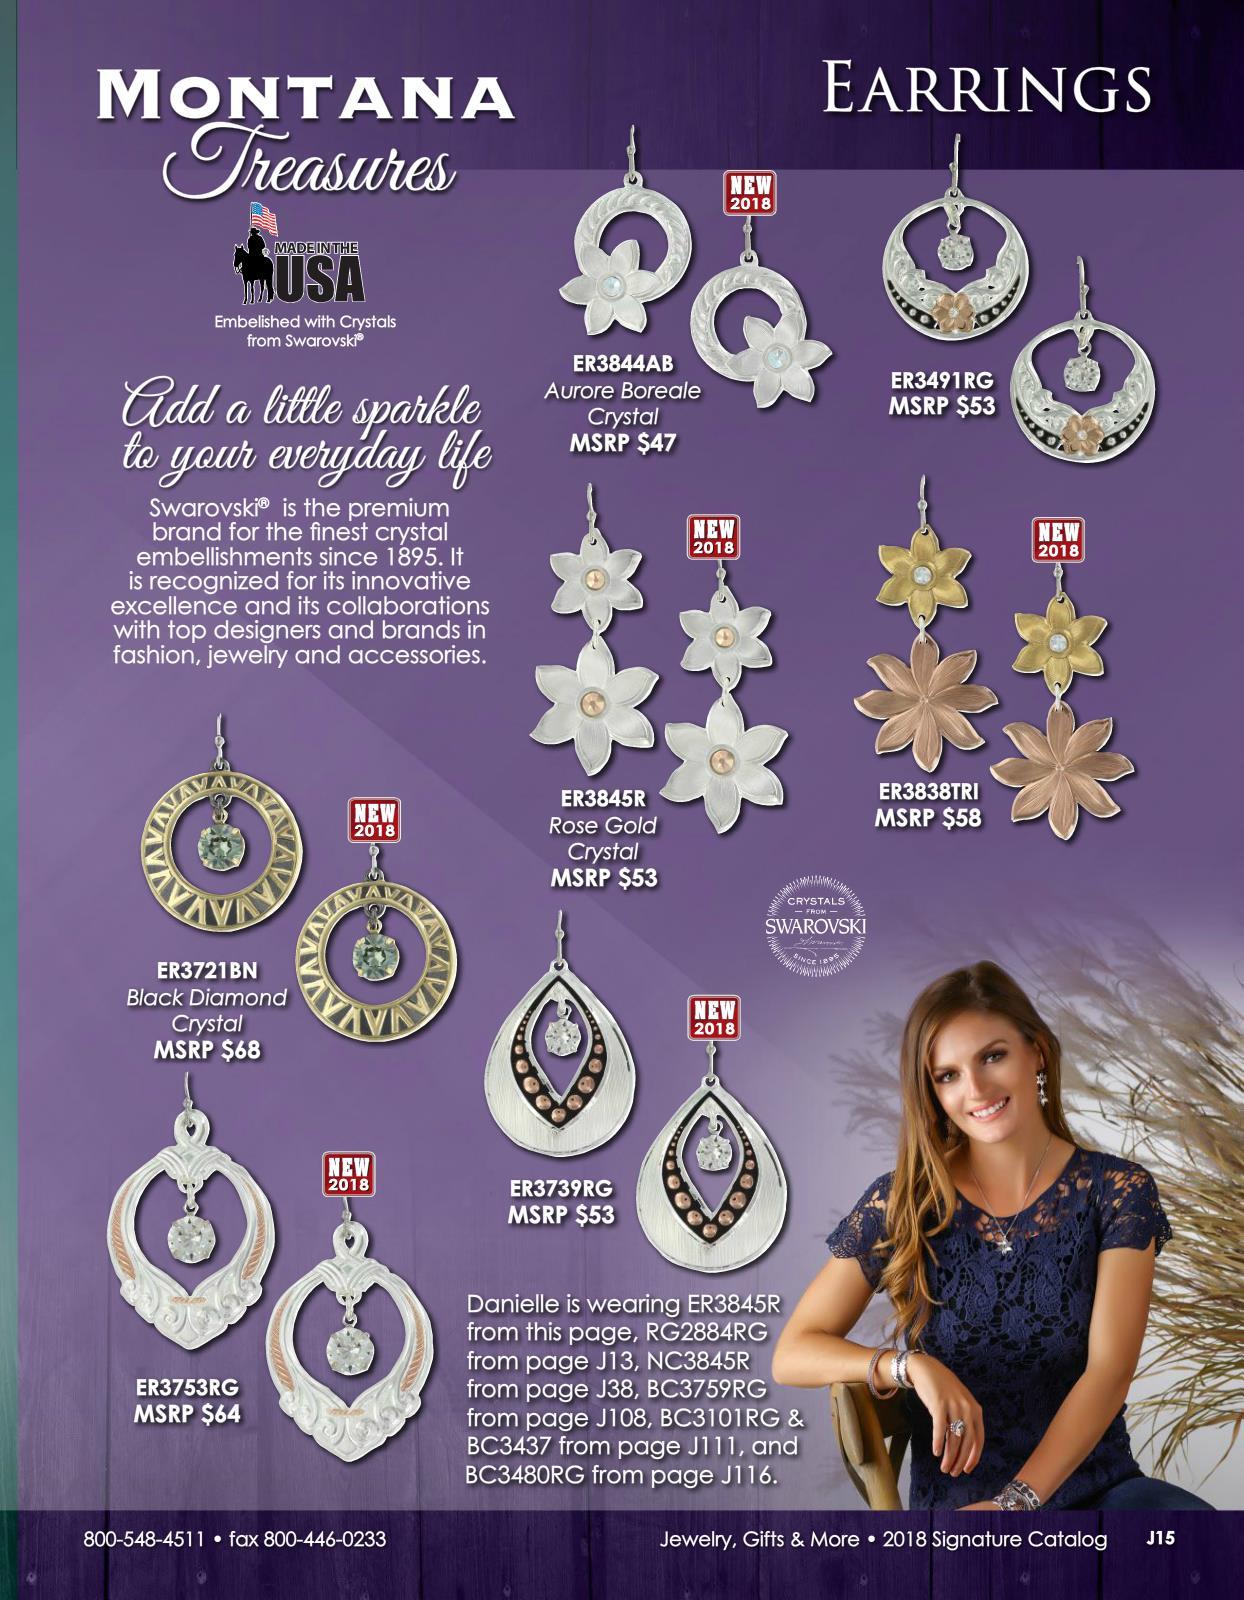 MONTANA
Treasures
EARRINGS
MADE IN THE
USA
Embelished with Crystals
from Swarovski®
Add a little sparkle
to your everyday life
Swarovski® is the premium
brand for the finest crystal
embellishments since 1895. It
is recognized for its innovative
excellence and its collaborations
with top designers and brands in
fashion, jewelry and accessories.
NEW
2018
ER3844AB
Aurore Boreale
Crystal
MSRP $47
ER3491RG
MSRP $53
NEW
2018
ER3845R
Rose Gold
Crystal
MSRP $53
NEW
2018
ER3838TRI
MSRP $58
NEW
2018
ER3721BN
Black Diamond
Crystal
MSRP $68
CRYSTALS
FROM
SWAROVSKI
SINCE 1895
NEW
2018
ER3739RG
MSRP $53
NEW
2018
ER3753RG
MSRP $64
Danielle is wearing ER3845R
from this page, RG2884RG
from page J13, NC3845R
from page J38, BC3759RG
from page J108, BC3101RG &
BC3437 from page J111, and
BC3480RG from page J116.
800-548-4511 • fax 800-446-0233
Jewelry, Gifts & More • 2018 Signature Catalog J15